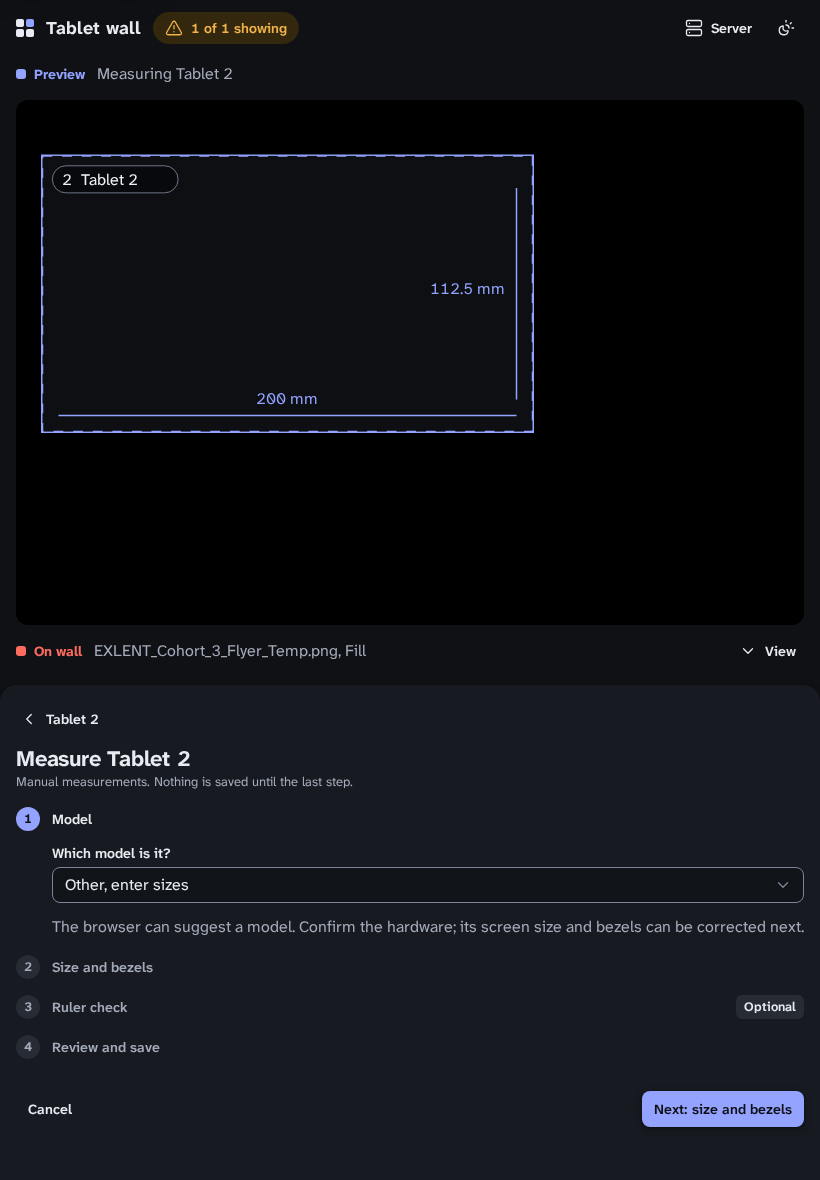 Tablet wall
1 of 1 showing
Server
Preview Measuring Tablet 2
2 Tablet 2
112.5 mm
200 mm
On wall EXLENT_Cohort_3_Flyer_Temp.png, Fill
View
Tablet 2
Measure Tablet 2
Manual measurements. Nothing is saved until the last step.
1 Model
Which model is it?
Other, enter sizes
The browser can suggest a model. Confirm the hardware; its screen size and bezels can be corrected next.
2 Size and bezels
3 Ruler check
Optional
4 Review and save
Cancel
Next: size and bezels